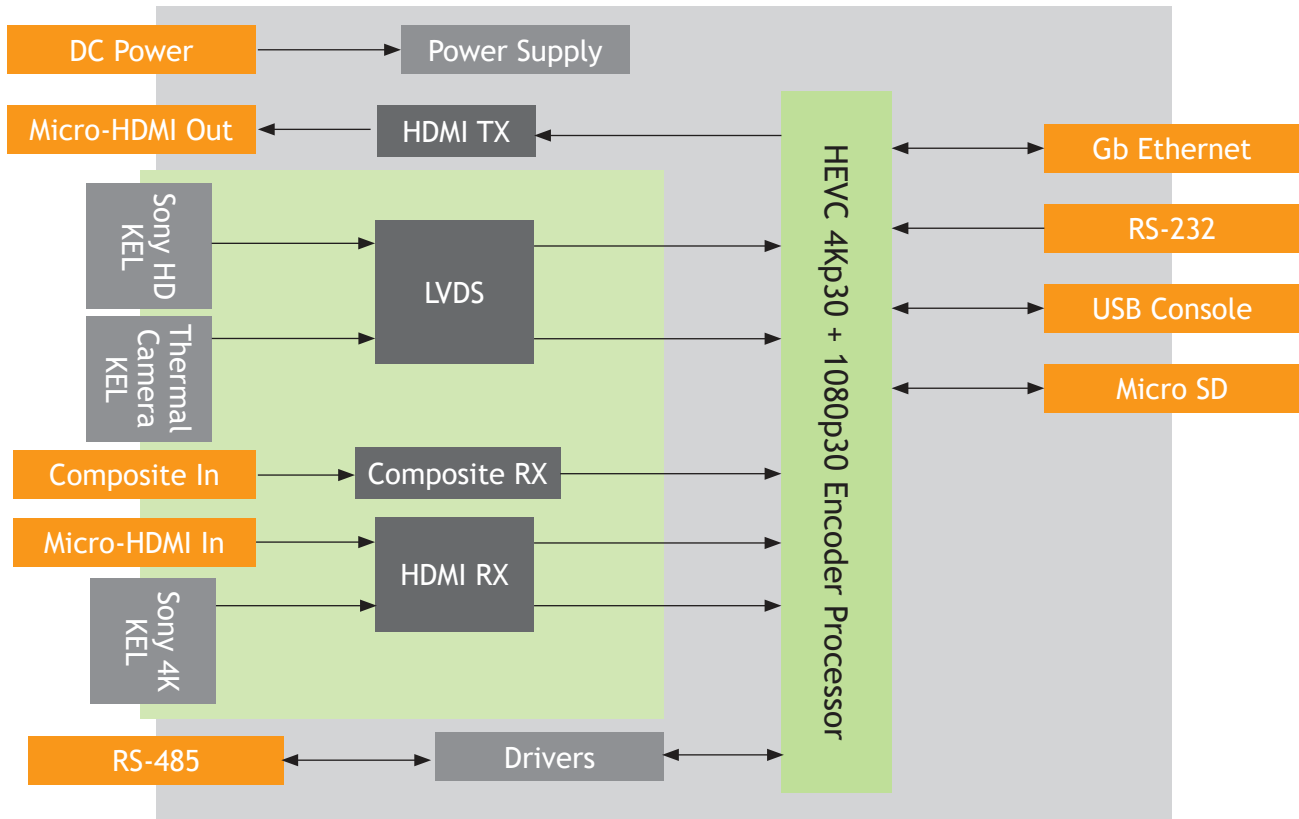 DC Power
Power Supply
Micro-HDMI Out
HDMI TX
Sony HD
KEL
LVDS
Thermal
Camera
KEL
Composite In
Composite RX
Micro-HDMI In
HDMI RX
Sony 4K
KEL
RS-485
Drivers
HEVC 4Kp30 + 1080p30 Encoder Processor
Gb Ethernet
RS-232
USB Console
Micro SD